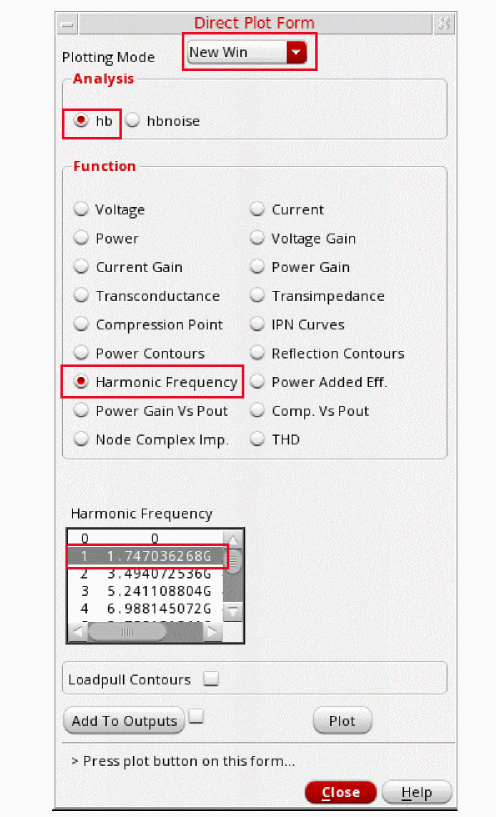 Direct Plot Form
Plotting Mode New Win
Analysis
hb hbnoise
Function
Voltage Current
Power Voltage Gain
Current Gain Power Gain
Transconductance Transimpedance
Compression Point IPN Curves
Power Contours Reflection Contours
Harmonic Frequency Power Added Eff.
Power Gain Vs Pout Comp. Vs Pout
Node Complex Imp. THD
Harmonic Frequency
0 0
1 1.747036268G
2 3.494072536G
3 5.241108804G
4 6.988145072G
Loadpull Contours
Add To Outputs Plot
> Press plot button on this form...
Close Help